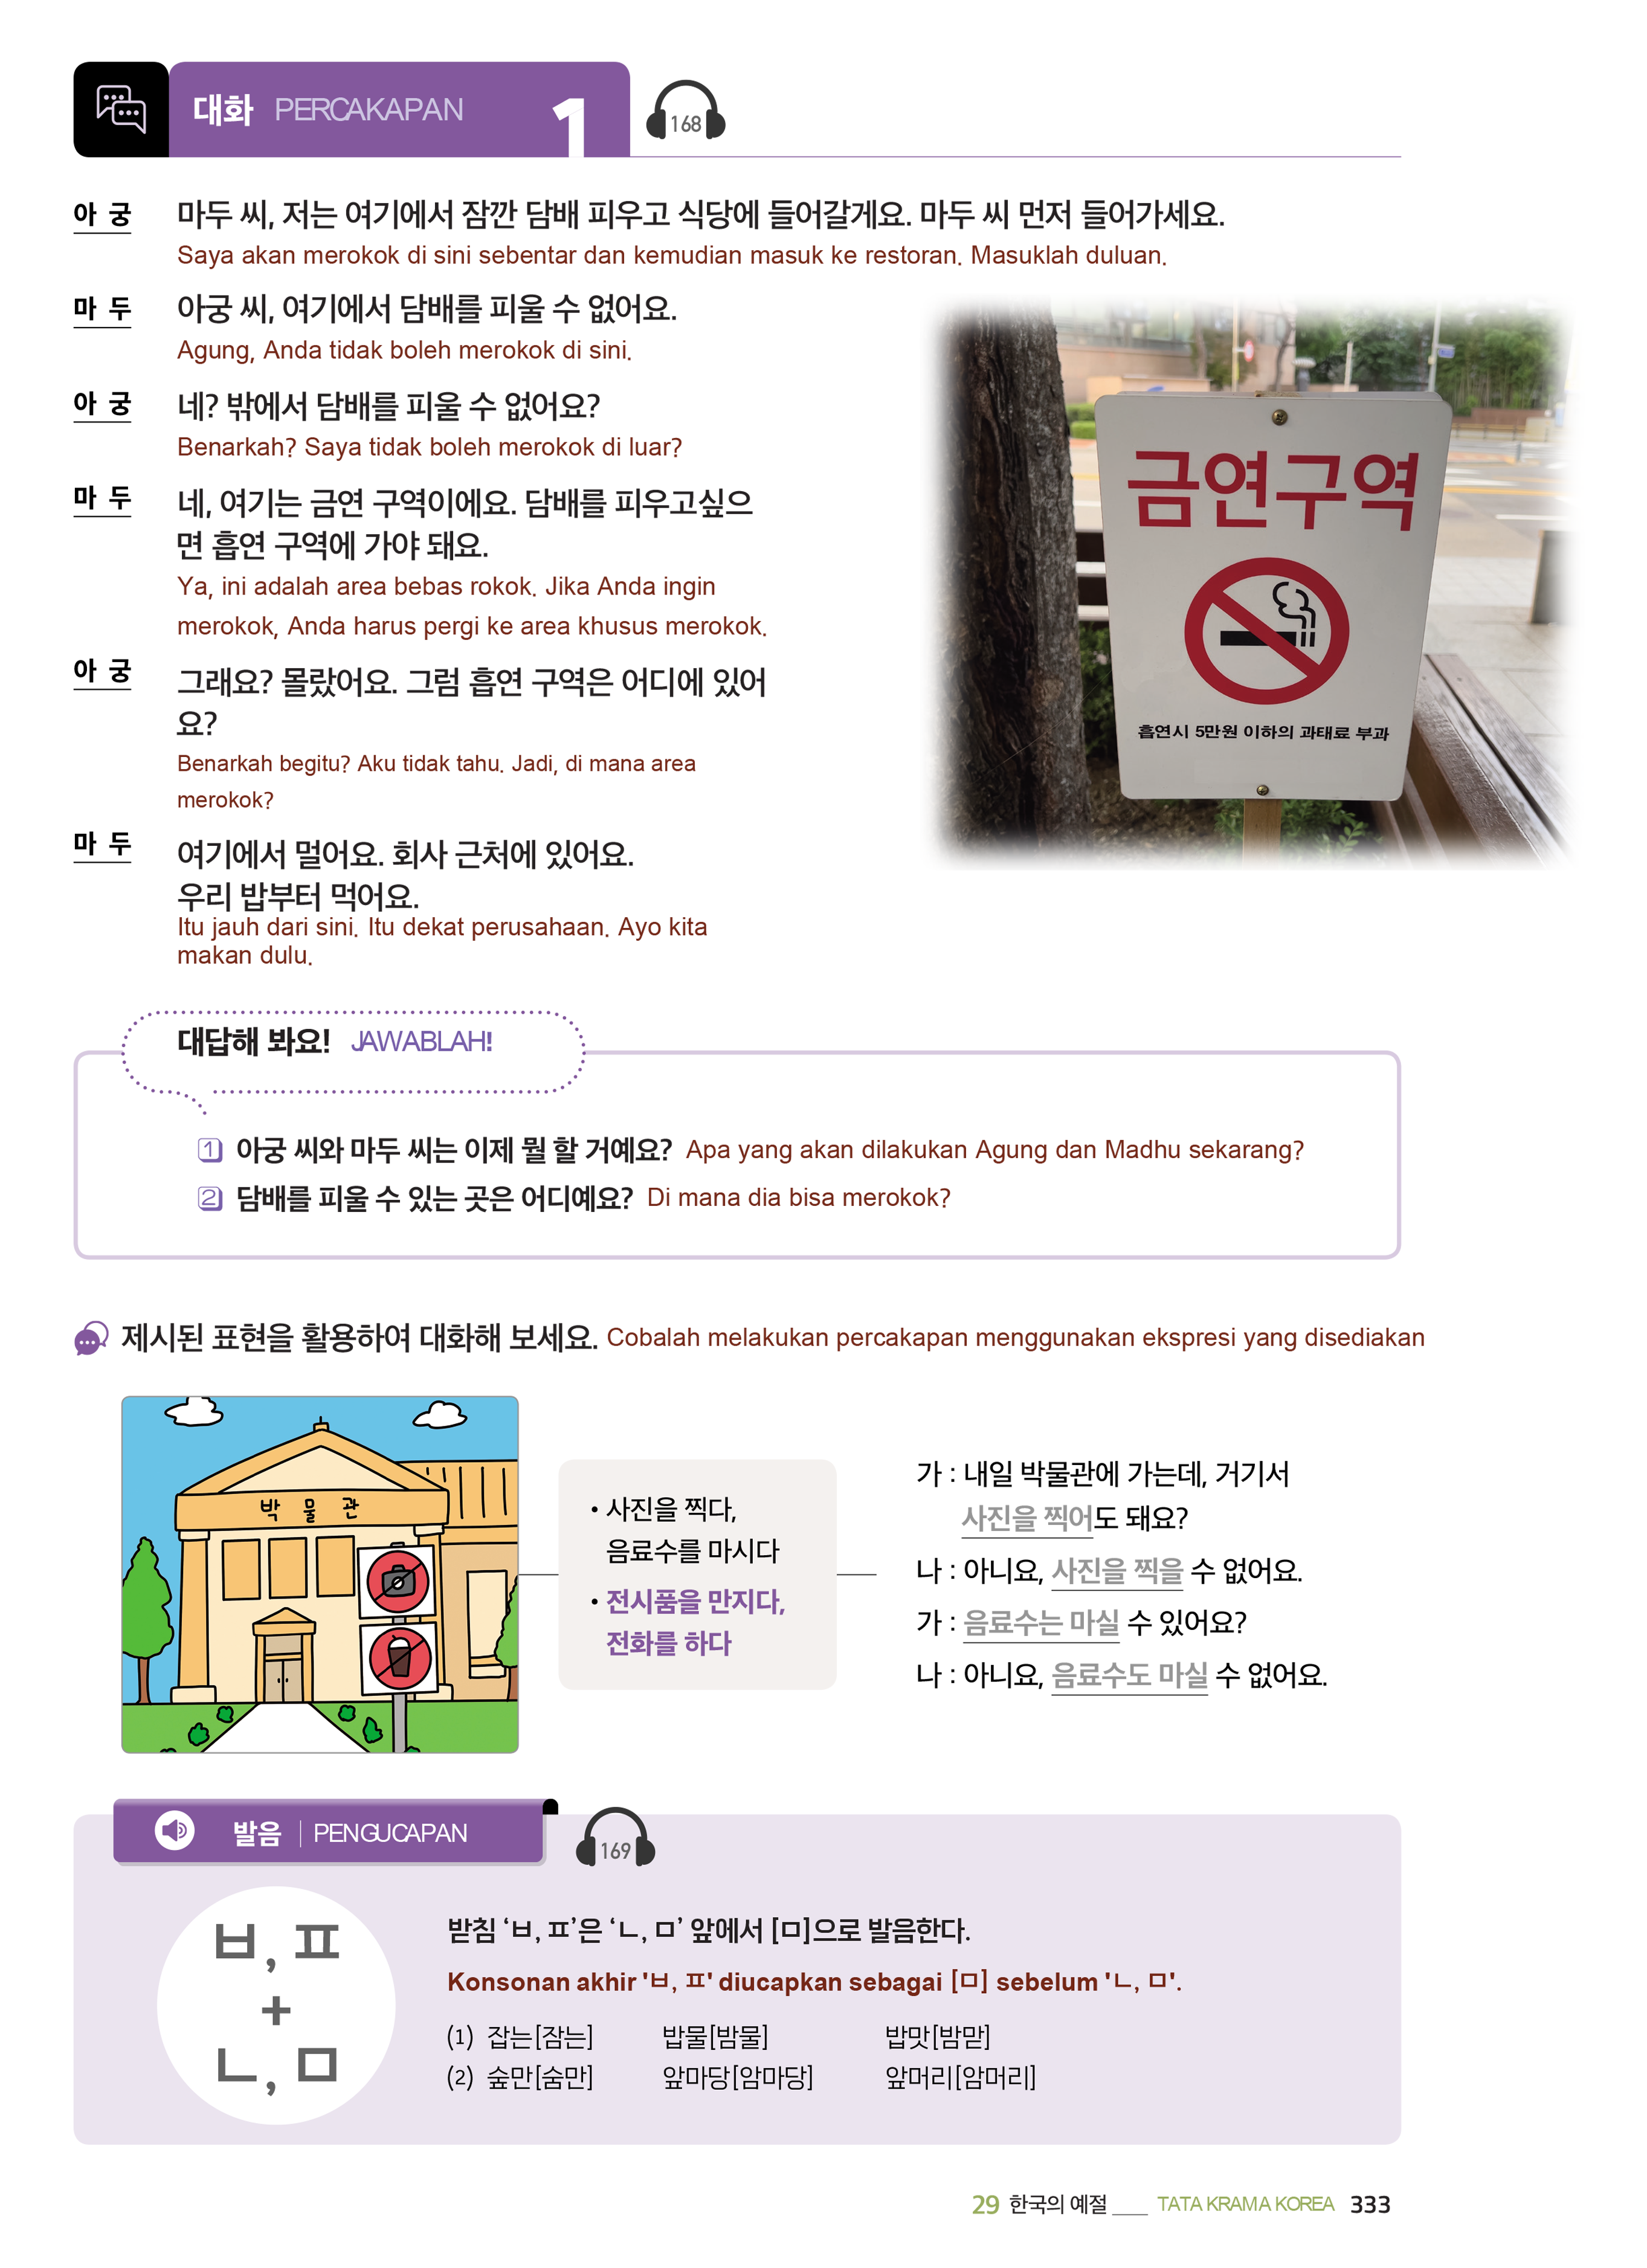 대화 PERCAKAPAN 1
168
아 궁
마두 씨, 저는 여기에서 잠깐 담배 피우고 식당에 들어갈게요. 마두 씨 먼저 들어가세요.
Saya akan merokok di sini sebentar dan kemudian masuk ke restoran. Masuklah duluan.
마 두
아궁 씨, 여기에서 담배를 피울 수 없어요.
Agung, Anda tidak boleh merokok di sini.
아 궁
네? 밖에서 담배를 피울 수 없어요?
Benarkah? Saya tidak boleh merokok di luar?
마 두
네, 여기는 금연 구역이에요. 담배를 피우고싶으
면 흡연 구역에 가야 돼요.
Ya, ini adalah area bebas rokok. Jika Anda ingin
merokok, Anda harus pergi ke area khusus merokok.
아 궁
그래요? 몰랐어요. 그럼 흡연 구역은 어디에 있어
요?
Benarkah begitu? Aku tidak tahu. Jadi, di mana area
merokok?
마 두
여기에서 멀어요. 회사 근처에 있어요.
우리 밥부터 먹어요.
Itu jauh dari sini. Itu dekat perusahaan. Ayo kita
makan dulu.
금연구역
흡연시 5만원 이하의 과태료 부과
대답해 봐요! JAWABLAH!
1 아궁 씨와 마두 씨는 이제 뭘 할 거예요? Apa yang akan dilakukan Agung dan Madhu sekarang?
2 담배를 피울 수 있는 곳은 어디예요? Di mana dia bisa merokok?
제시된 표현을 활용하여 대화해 보세요. Cobalah melakukan percakapan menggunakan ekspresi yang disediakan
박 물 관
• 사진을 찍다,
음료수를 마시다
• 전시품을 만지다,
전화를 하다
가 : 내일 박물관에 가는데, 거기서
사진을 찍어도 돼요?
나 : 아니요, 사진을 찍을 수 없어요.
가 : 음료수는 마실 수 있어요?
나 : 아니요, 음료수도 마실 수 없어요.
발음 | PENGUCAPAN
169
ㅂ, ㅍ
+
ㄴ, ㅁ
받침 ‘ㅂ, ㅍ’은 ‘ㄴ, ㅁ’ 앞에서 [ㅁ]으로 발음한다.
Konsonan akhir 'ㅂ, ㅍ' diucapkan sebagai [ㅁ] sebelum 'ㄴ, ㅁ'.
(1) 잡는[잠는] 밥물[밤물] 밥맛[밤맏]
(2) 숲만[숨만] 앞마당[암마당] 앞머리[암머리]
29 한국의 예절 ___ TATA KRAMA KOREA 333